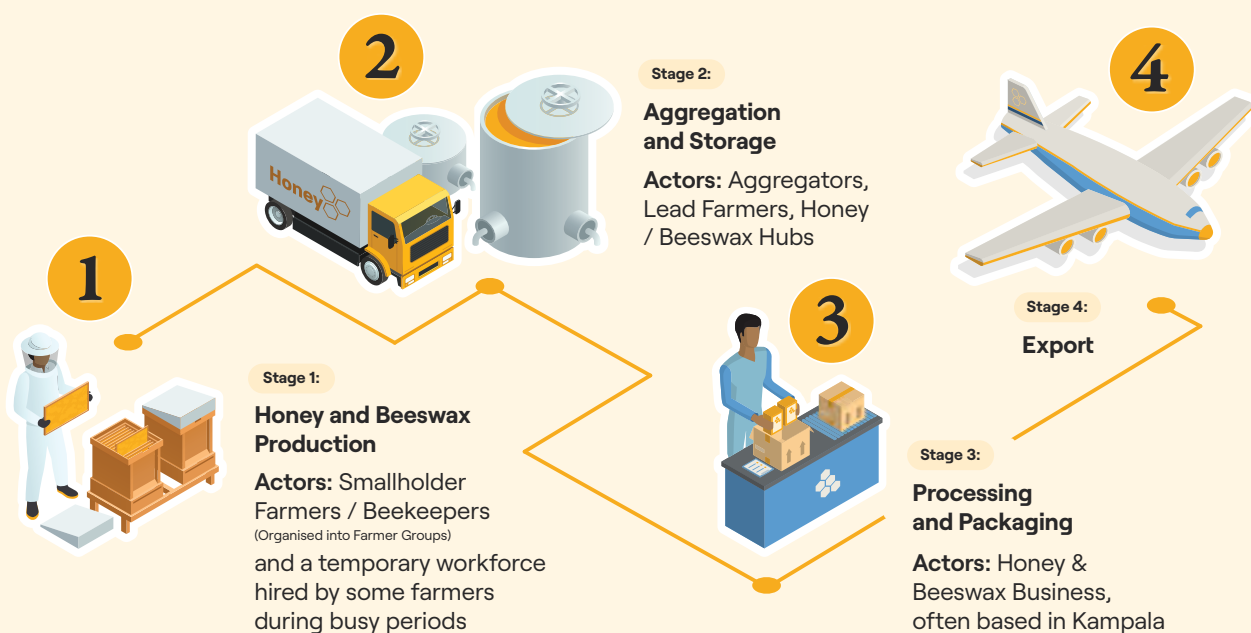 1
Stage 1:
Honey and Beeswax
Production
Actors: Smallholder
Farmers / Beekeepers
(Organised into Farmer Groups)
and a temporary workforce
hired by some farmers
during busy periods
2
Honey
Stage 2:
Aggregation
and Storage
Actors: Aggregators,
Lead Farmers, Honey
/ Beeswax Hubs
3
Stage 3:
Processing
and Packaging
Actors: Honey &
Beeswax Business,
often based in Kampala
4
Stage 4:
Export